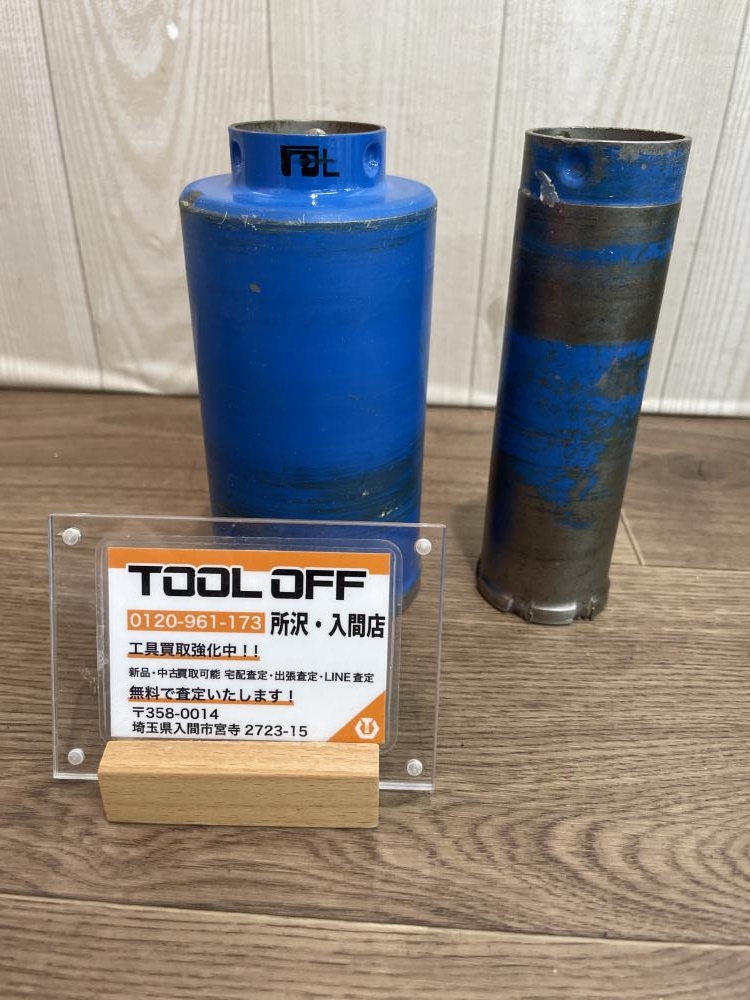 TOOL OFF
0120-961-173 所沢・入間店
工具買取強化中！！
新品・中古買取可能 宅配査定・出張査定・LINE査定
無料で査定いたします！
〒358-0014
埼玉県入間市宮寺 2723-15